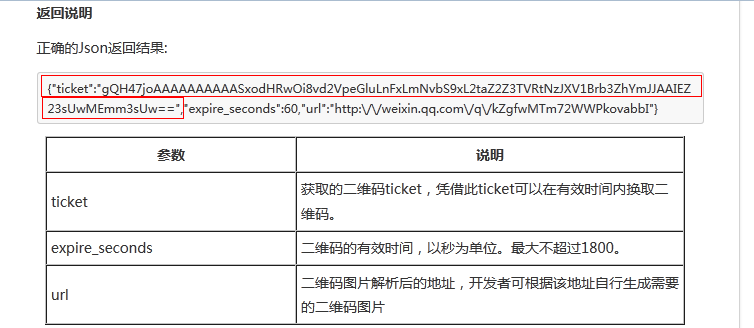 返回说明
正确的Json返回结果:
{"ticket":"gQH47joAAAAAAAAAASxodHRwOi8vd2VpeGluLnFxLmNvbS9xL2taZ2Z3TVRtNzJXV1Brb3ZhYmJJAAIEZ
23sUwMEmm3sUw==","expire_seconds":60,"url":"http:\/\/weixin.qq.com\/q\/kZgfwMTm72WWPkovabbI"}
参数 说明
ticket 获取的二维码ticket，凭借此ticket可以在有效时间内换取二
维码。
expire_seconds 二维码的有效时间，以秒为单位。最大不超过1800。
url 二维码图片解析后的地址，开发者可根据该地址自行生成需要
的二维码图片